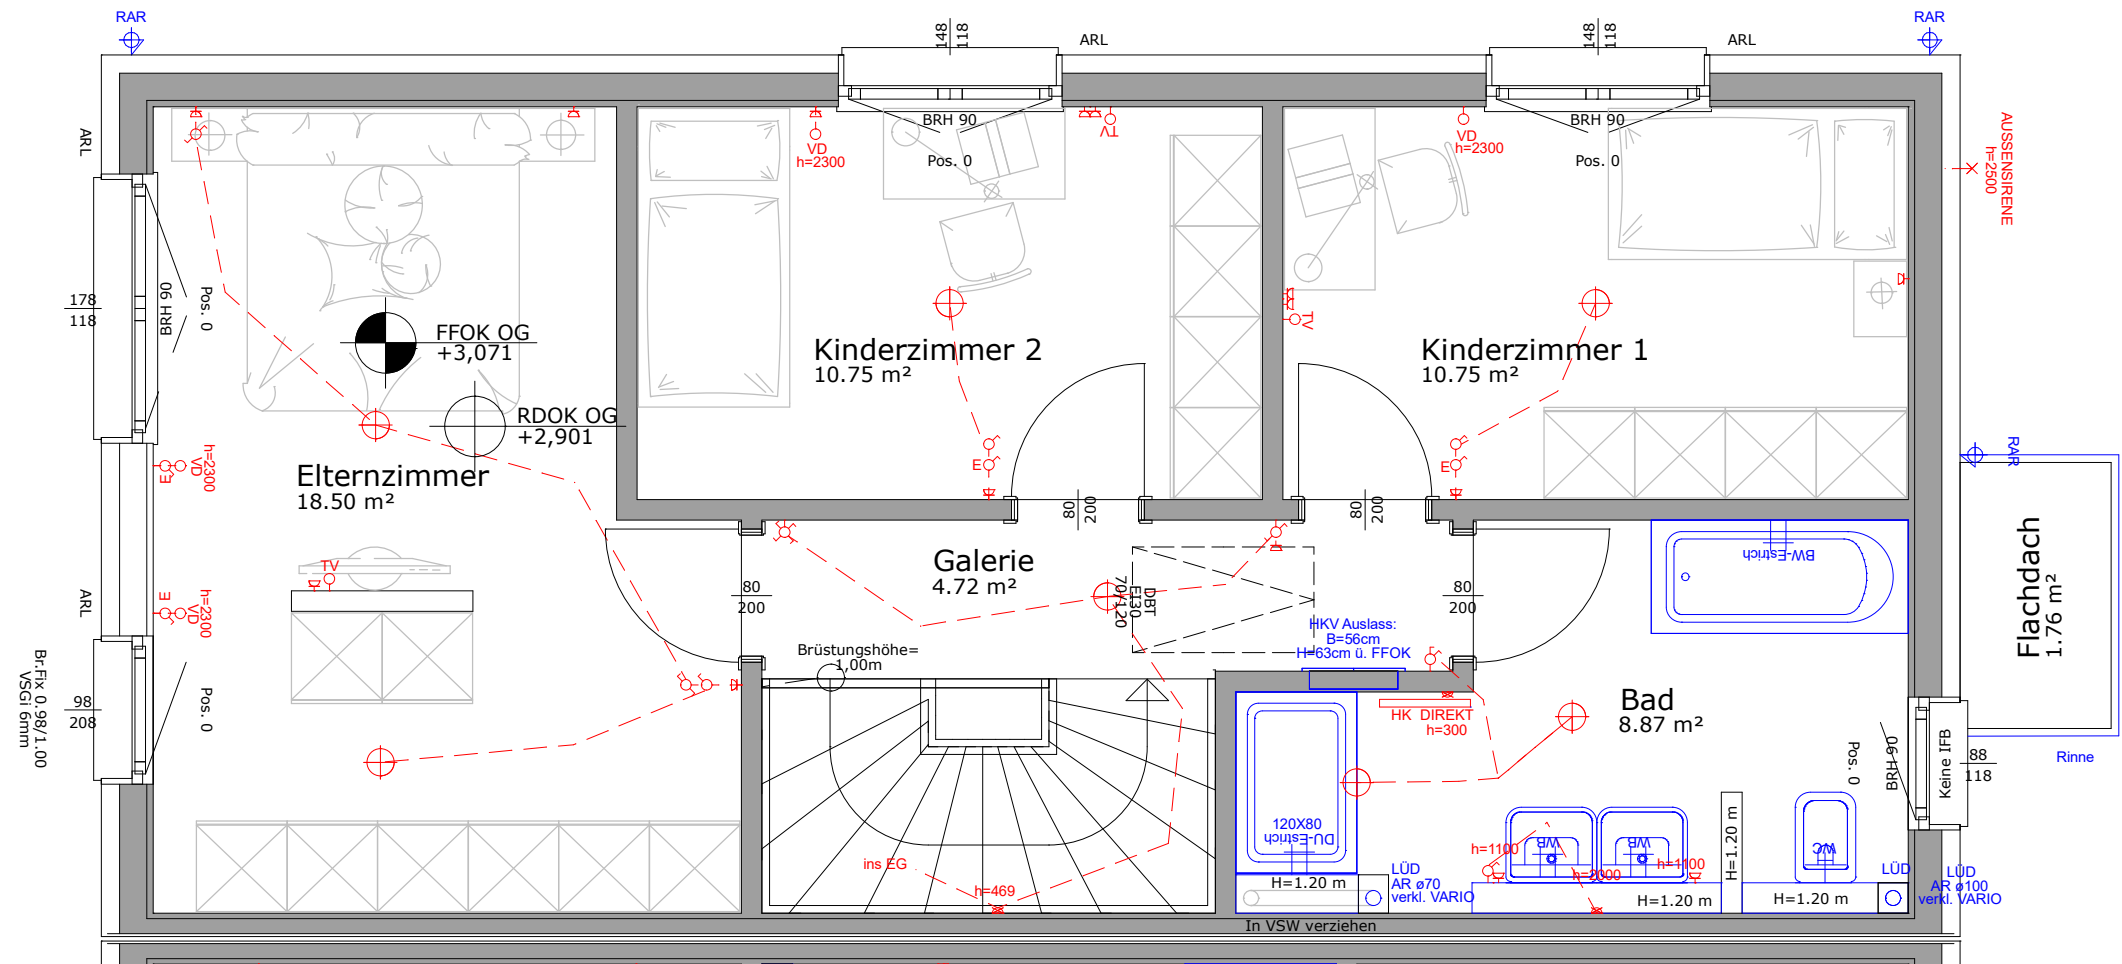 RAR
RAR
148
118
ARL
148
118
ARL
ARL
BRH 90
Pos. 0
VD
h=2300
TV
BRH 90
Pos. 0
VD
h=2300
AUSSENSIRENE
h=2500
178
118
BRH 90
Pos. 0
FFOK OG
+3,071
RDOK OG
+2,901
Kinderzimmer 2
10.75 m²
Kinderzimmer 1
10.75 m²
TV
Elternzimmer
18.50 m²
h=2300
VD
E
E
E
RAR
80
200
80
200
Galerie
4.72 m²
DBT
EI30
70/120
BW-Estrich
Flachdach
1.76 m²
TV
80
200
80
200
ARL
E
VD
h=2300
HKV Auslass:
B=56cm
H=63cm ü. FFOK
Brüstungshöhe=
1,00m
Br.Fix 0.98/1.00
VSGi 6mm
98
208
Pos. 0
HK DIREKT
h=300
Bad
8.87 m²
Pos. 0
BRH 90
Keine IFB
88
118
Rinne
120X80
DU-Estrich
WB
WB
WC
h=1100
h=1100
h=2000
H=1.20 m
ins EG
h=469
H=1.20 m
LÜD
AR ø70
verkl. VARIO
H=1.20 m
H=1.20 m
LÜD
LÜD
AR ø100
verkl. VARIO
In VSW verziehen